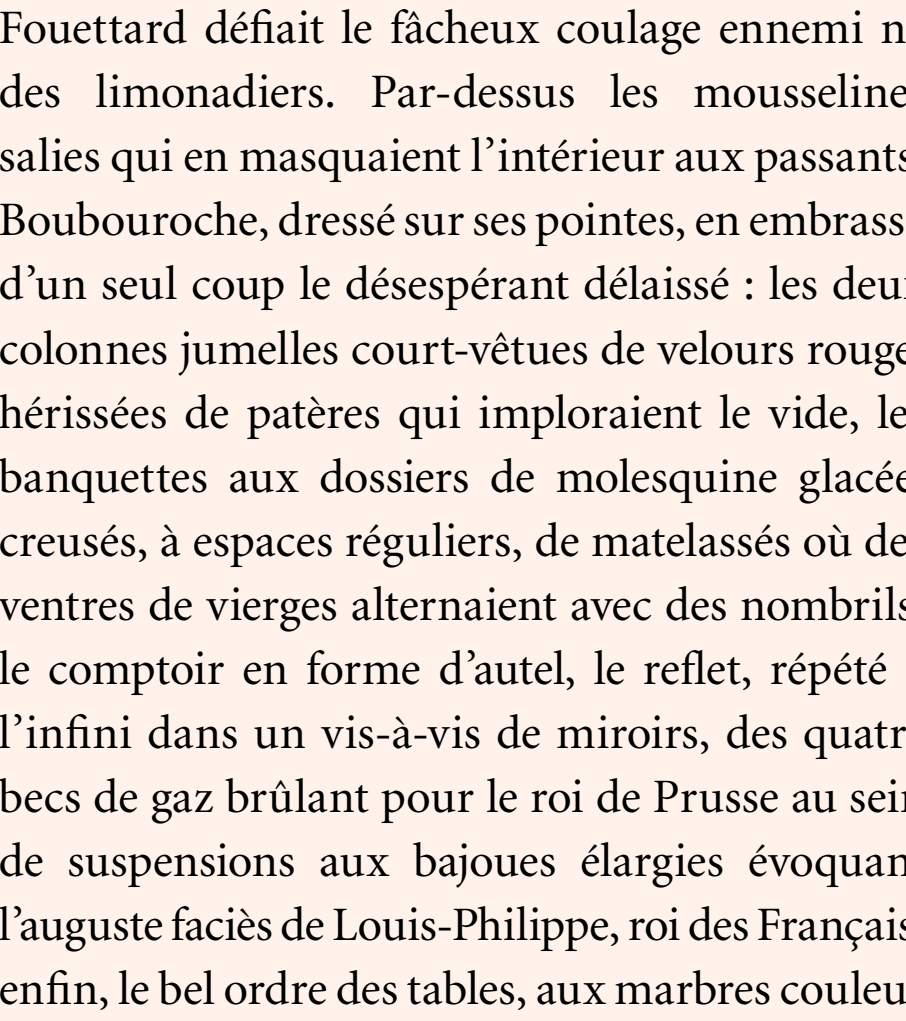 Fouettard défiait le fâcheux coulage ennemi n
des limonadiers. Par-dessus les mousseline
salies qui en masquaient l’intérieur aux passants
Boubouroche, dressé sur ses pointes, en embrass
d’un seul coup le désespérant délaissé : les deu
colonnes jumelles court-vêtues de velours rouge
hérissées de patères qui imploraient le vide, le
banquettes aux dossiers de molesquine glacée
creusés, à espaces réguliers, de matelassés où de
ventres de vierges alternaient avec des nombrils
le comptoir en forme d’autel, le reflet, répété
l’infini dans un vis-à-vis de miroirs, des quatr
becs de gaz brûlant pour le roi de Prusse au sein
de suspensions aux bajoues élargies évoquan
l’auguste faciès de Louis-Philippe, roi des Français
enfin, le bel ordre des tables, aux marbres couleu